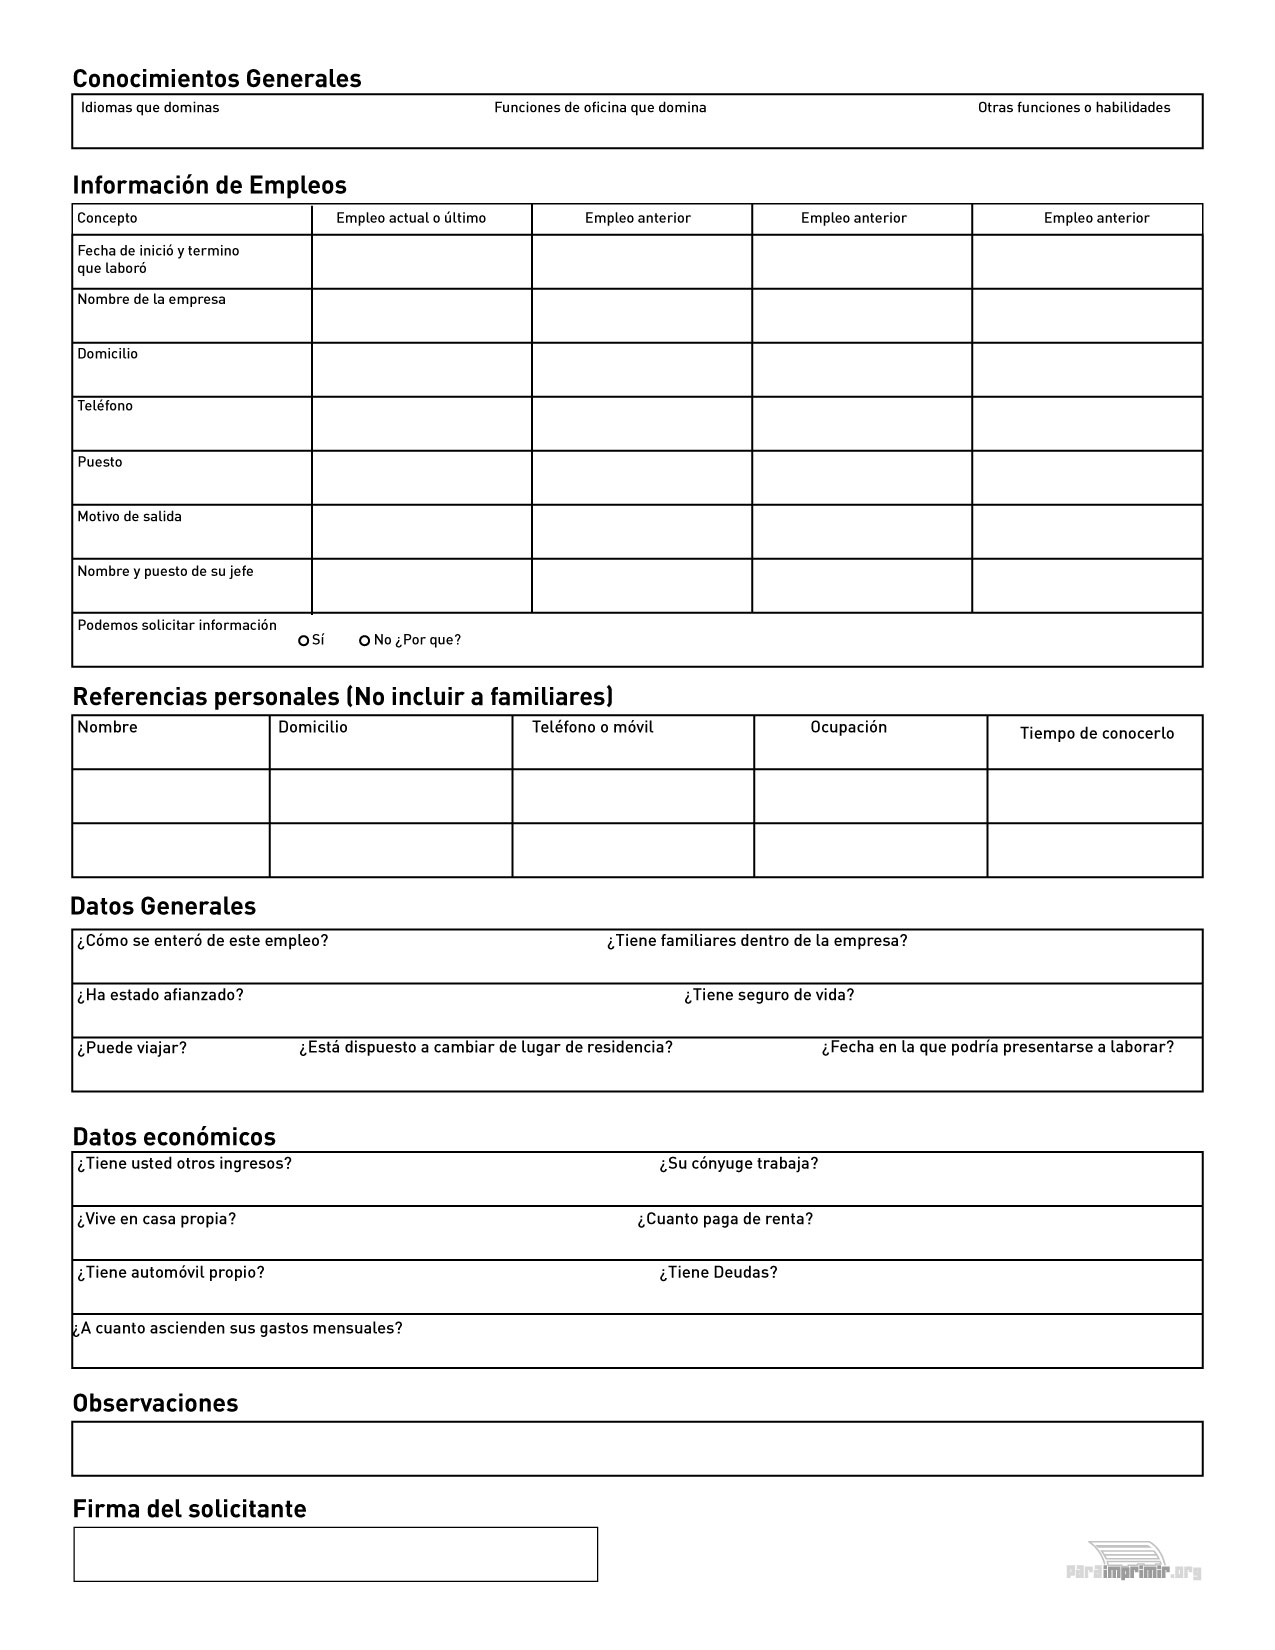 Conocimientos Generales
Idiomas que dominas Funciones de oficina que domina Otras funciones o habilidades
Información de Empleos
Concepto Empleo actual o último Empleo anterior Empleo anterior Empleo anterior
Fecha de inició y termino
que laboró
Nombre de la empresa
Domicilio
Teléfono
Puesto
Motivo de salida
Nombre y puesto de su jefe
Podemos solicitar información
Sí No ¿Por que?
Referencias personales (No incluir a familiares)
Nombre Domicilio Teléfono o móvil Ocupación Tiempo de conocerlo
Datos Generales
¿Cómo se enteró de este empleo? ¿Tiene familiares dentro de la empresa?
¿Ha estado afianzado? ¿Tiene seguro de vida?
¿Puede viajar? ¿Está dispuesto a cambiar de lugar de residencia? ¿Fecha en la que podría presentarse a laborar?
Datos económicos
¿Tiene usted otros ingresos? ¿Su cónyuge trabaja?
¿Vive en casa propia? ¿Cuanto paga de renta?
¿Tiene automóvil propio? ¿Tiene Deudas?
¿A cuanto ascienden sus gastos mensuales?
Observaciones
Firma del solicitante
paraimprimir.org